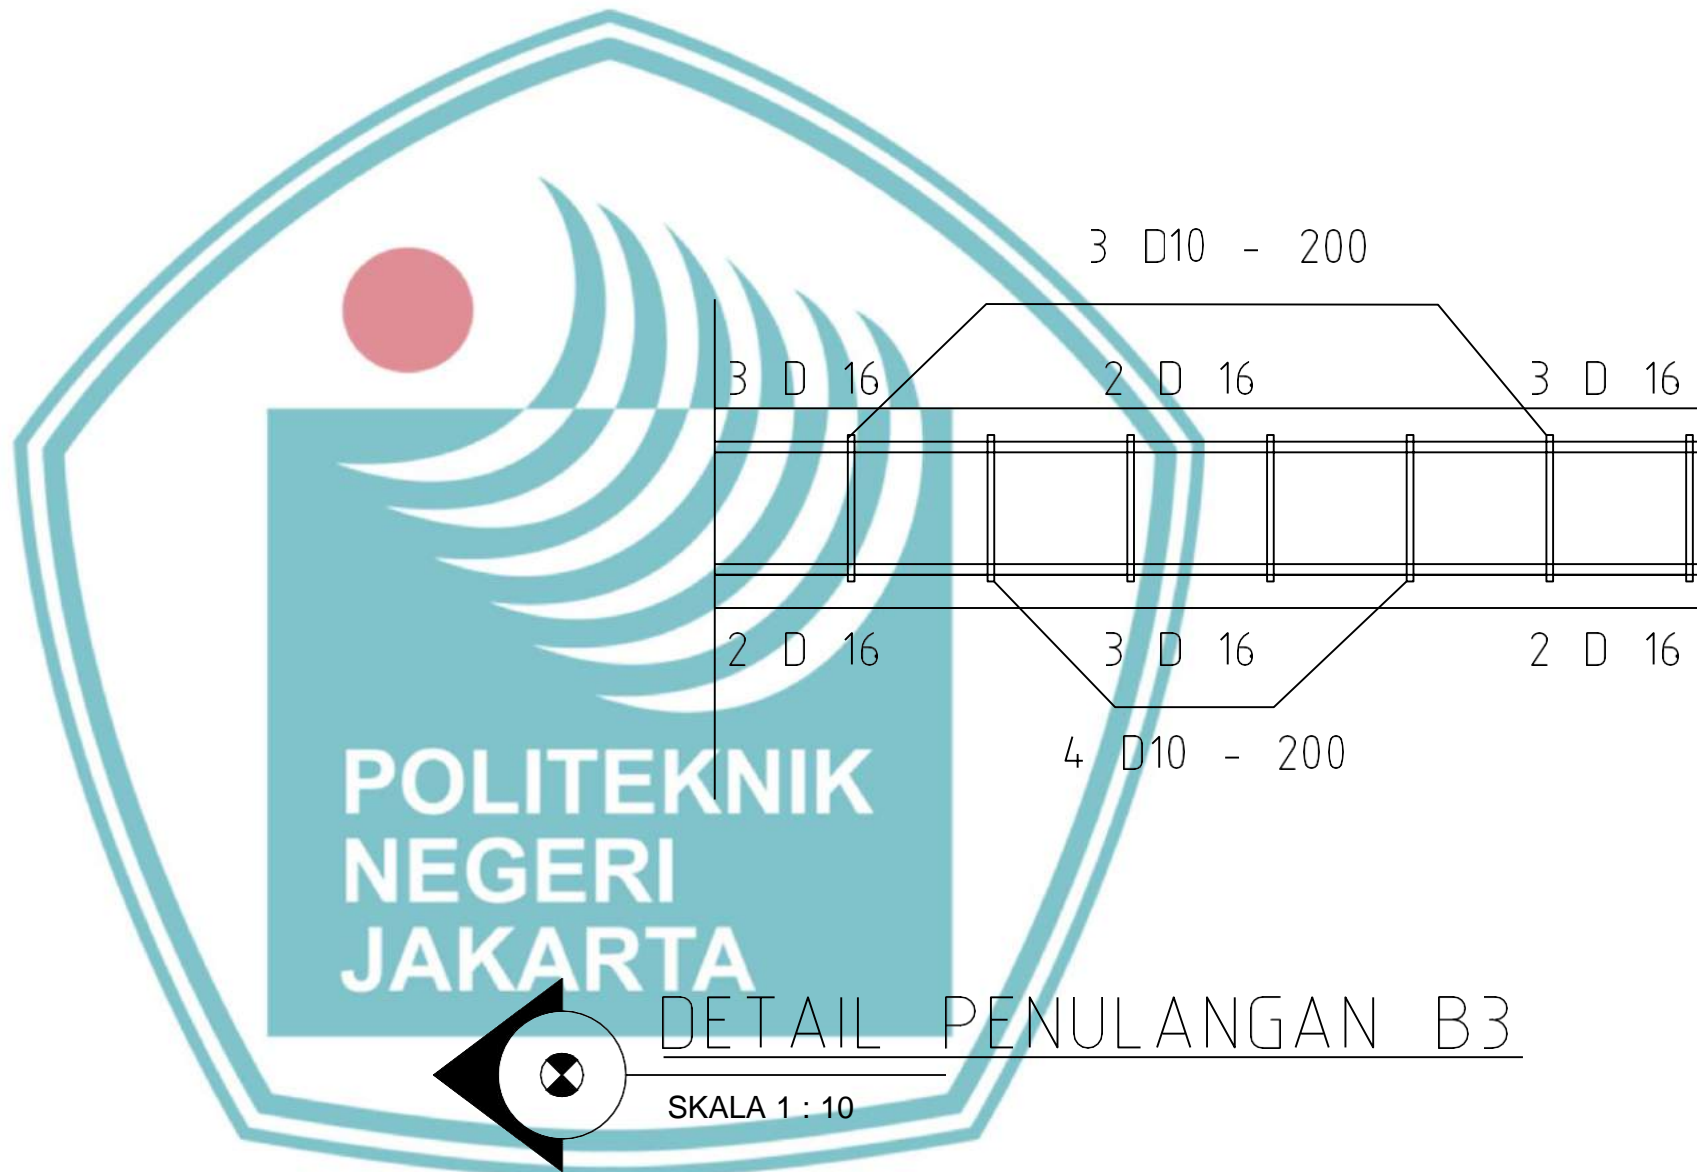 3 D10 - 200
3 D 16 2 D 16 3 D 16
2 D 16 3 D 16 2 D 16
4 D10 - 200
POLITEKNIK
NEGERI
JAKARTA
DETAIL PENULANGAN B3
SKALA 1 : 10